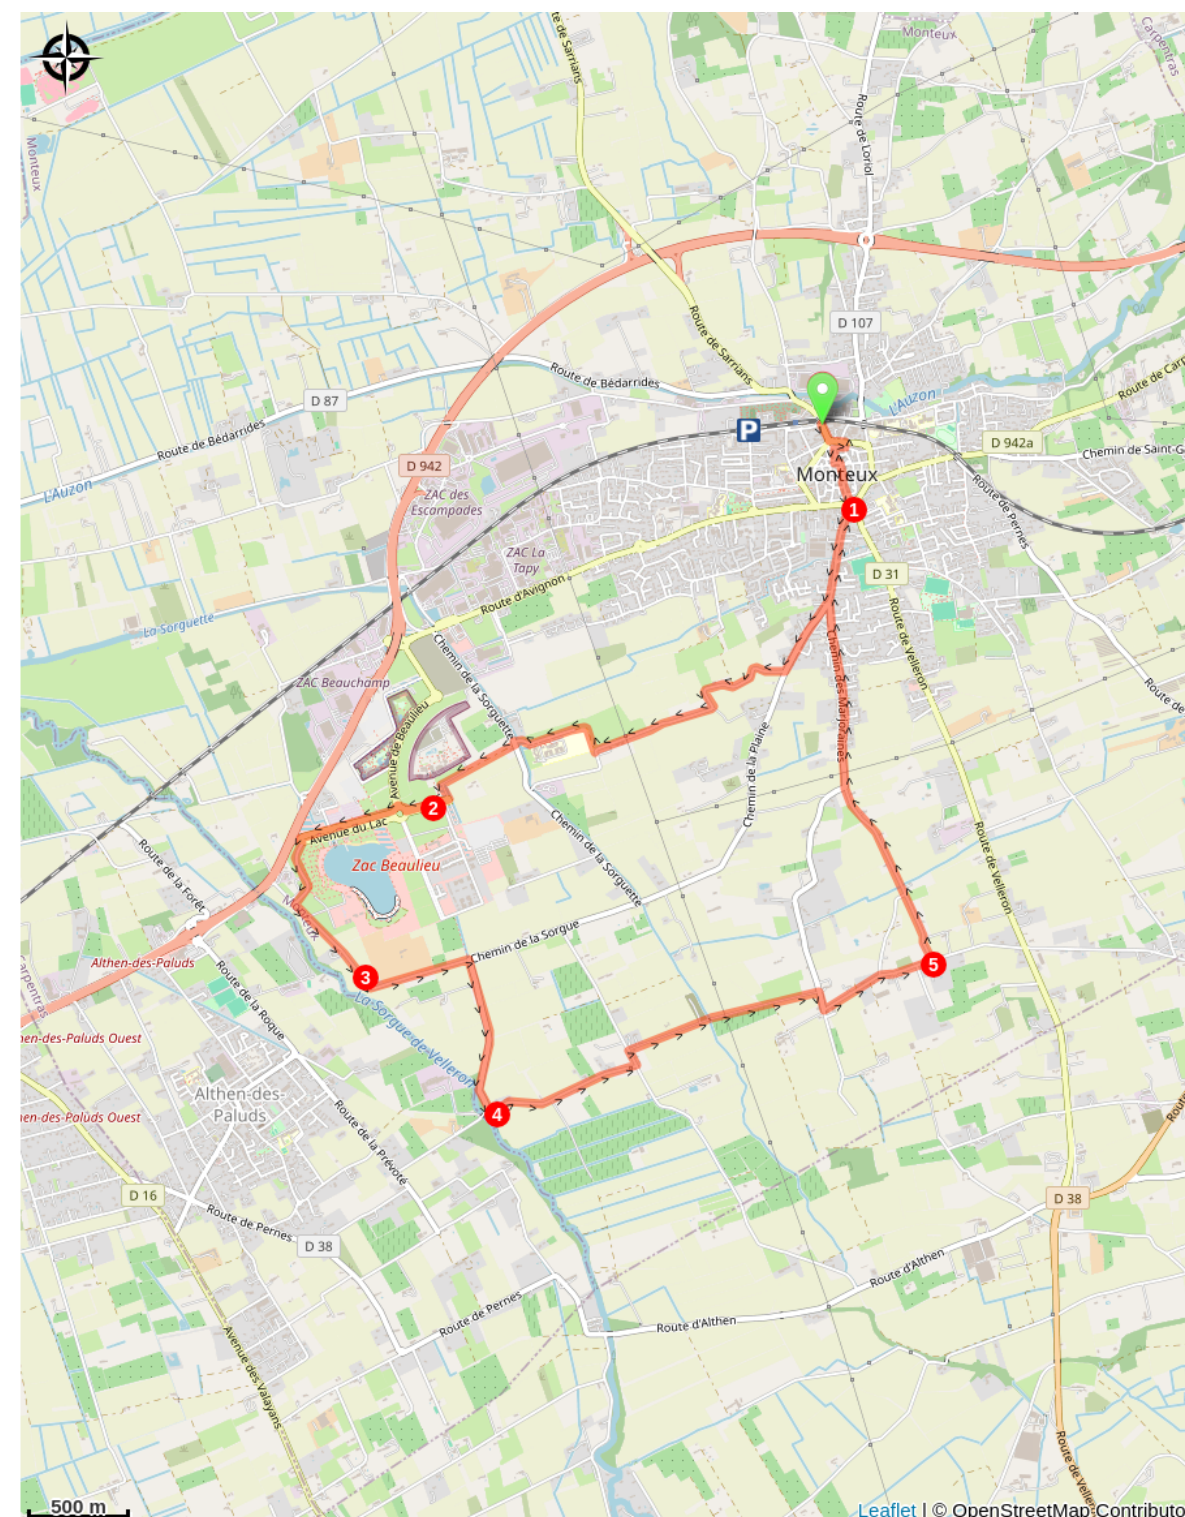 te de Sarrians
Monteux
Carpentras
Route de Loriol
Monteux
D 107
Route de Sarrians
Route de Bédarrides
L'Auzon
Route de Carp
D 87
Route de Bédarrides
L'Auzon
P
D 942a
Chemin de Saint-G
D 942
Monteux
ZAC des
Escampades
Route de Pernes
1
ZAC La
Tapy
D 31
Route d'Avignon
La Sorguette
Route de Velleron
Chemin de la Sorguette
Chemin des Marjoraines
ZAC Beauchamp
Route de
Avenue de Beaulieu
Chemin de la Plaine
2
Avenue du Lac
Chemin de la Sorguette
Route de Velleron
Zac Beaulieu
Route de la Forêt
Monteux
Chemin de la Sorgue
Althen-des-Paluds
3
5
Carpentras
Route de la Roque
La Sorgue de Velleron
hen-des-Paluds Ouest
Althen-des-
Paluds
hen-des-Paluds Ouest
4
Route
Route de la Prévoté
D 16
D 38
Route de Pernes
D 38
Route d'Althen
Route de Pernes
Route d'Althen
Avenue des Valayans
Route de Velleron
500 m
Leaflet | © OpenStreetMap Contributo